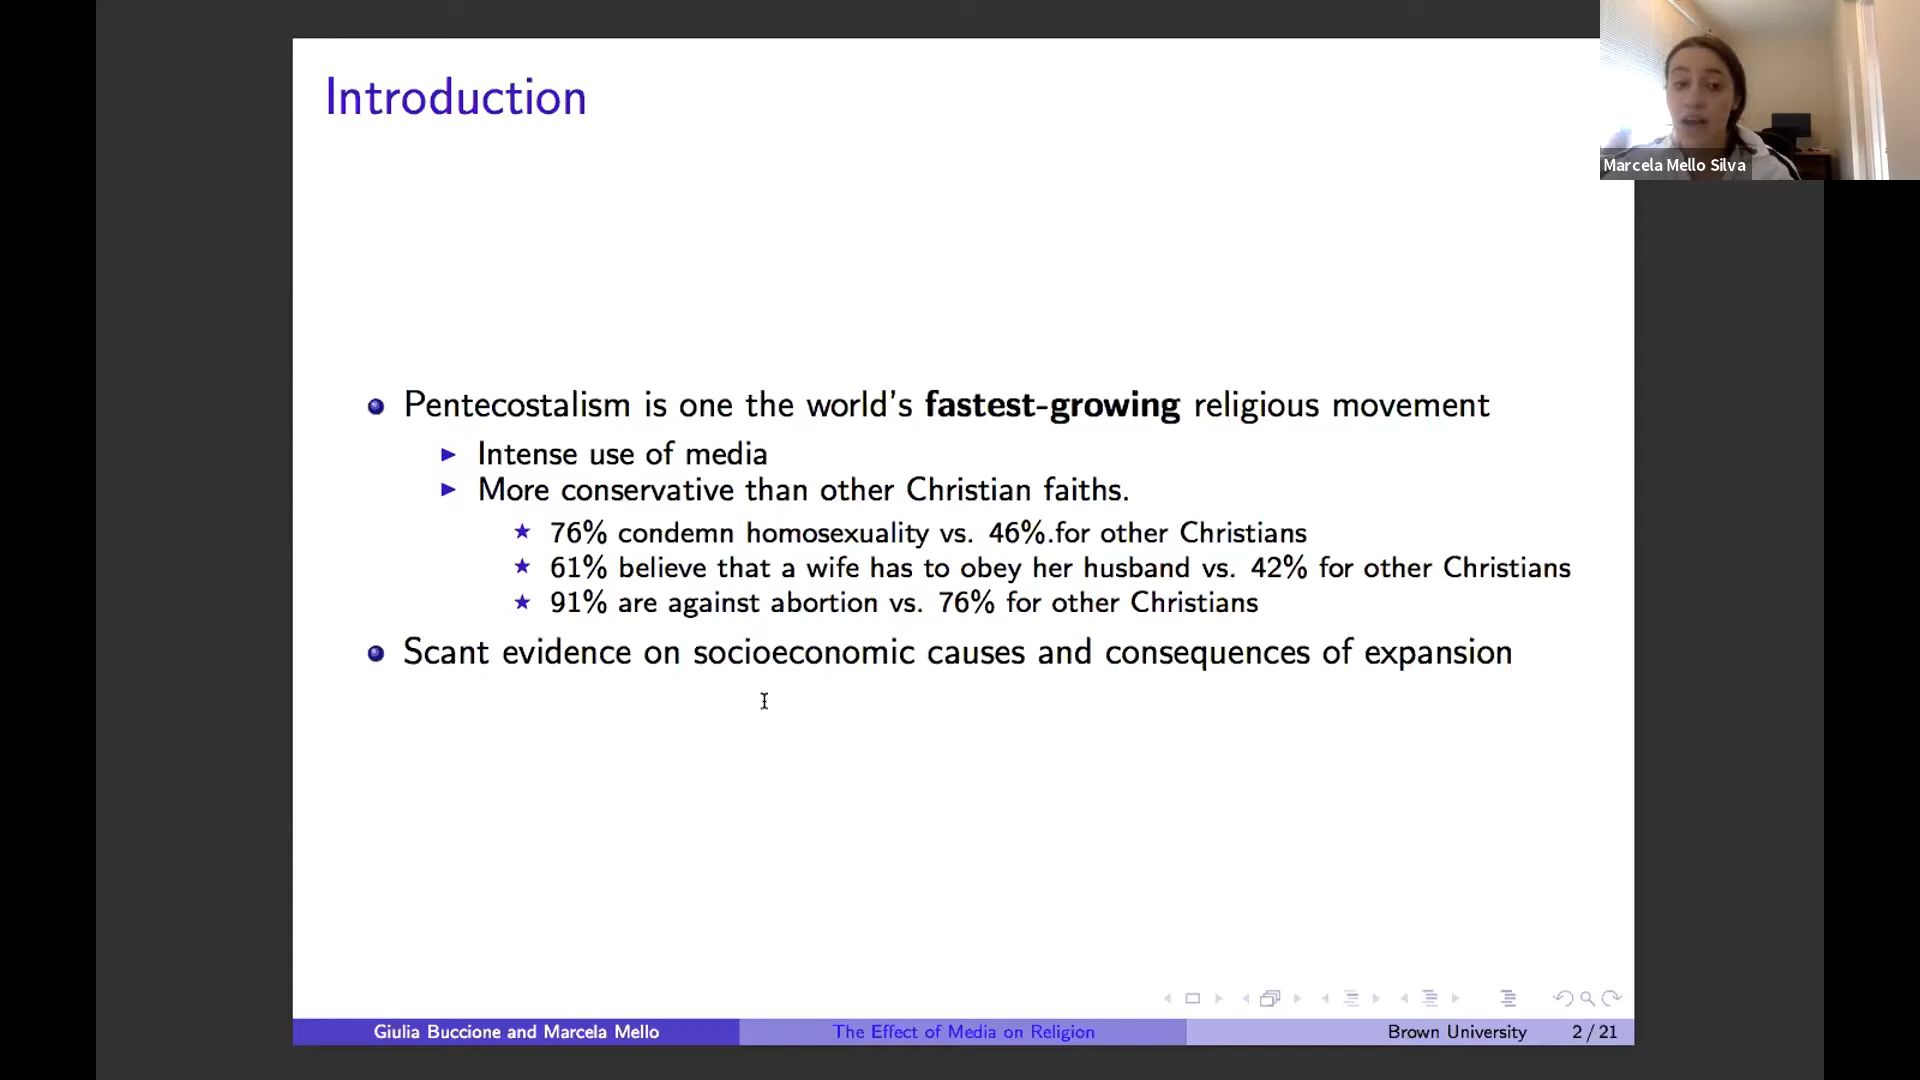 Introduction
Marcela Mello Silva
Pentecostalism is one the world's fastest-growing religious movement
Intense use of media
More conservative than other Christian faiths.
76% condemn homosexuality vs. 46%.for other Christians
61% believe that a wife has to obey her husband vs. 42% for other Christians
91% are against abortion vs. 76% for other Christians
Scant evidence on socioeconomic causes and consequences of expansion
Giulia Buccione and Marcela Mello The Effect of Media on Religion Brown University 2 / 21